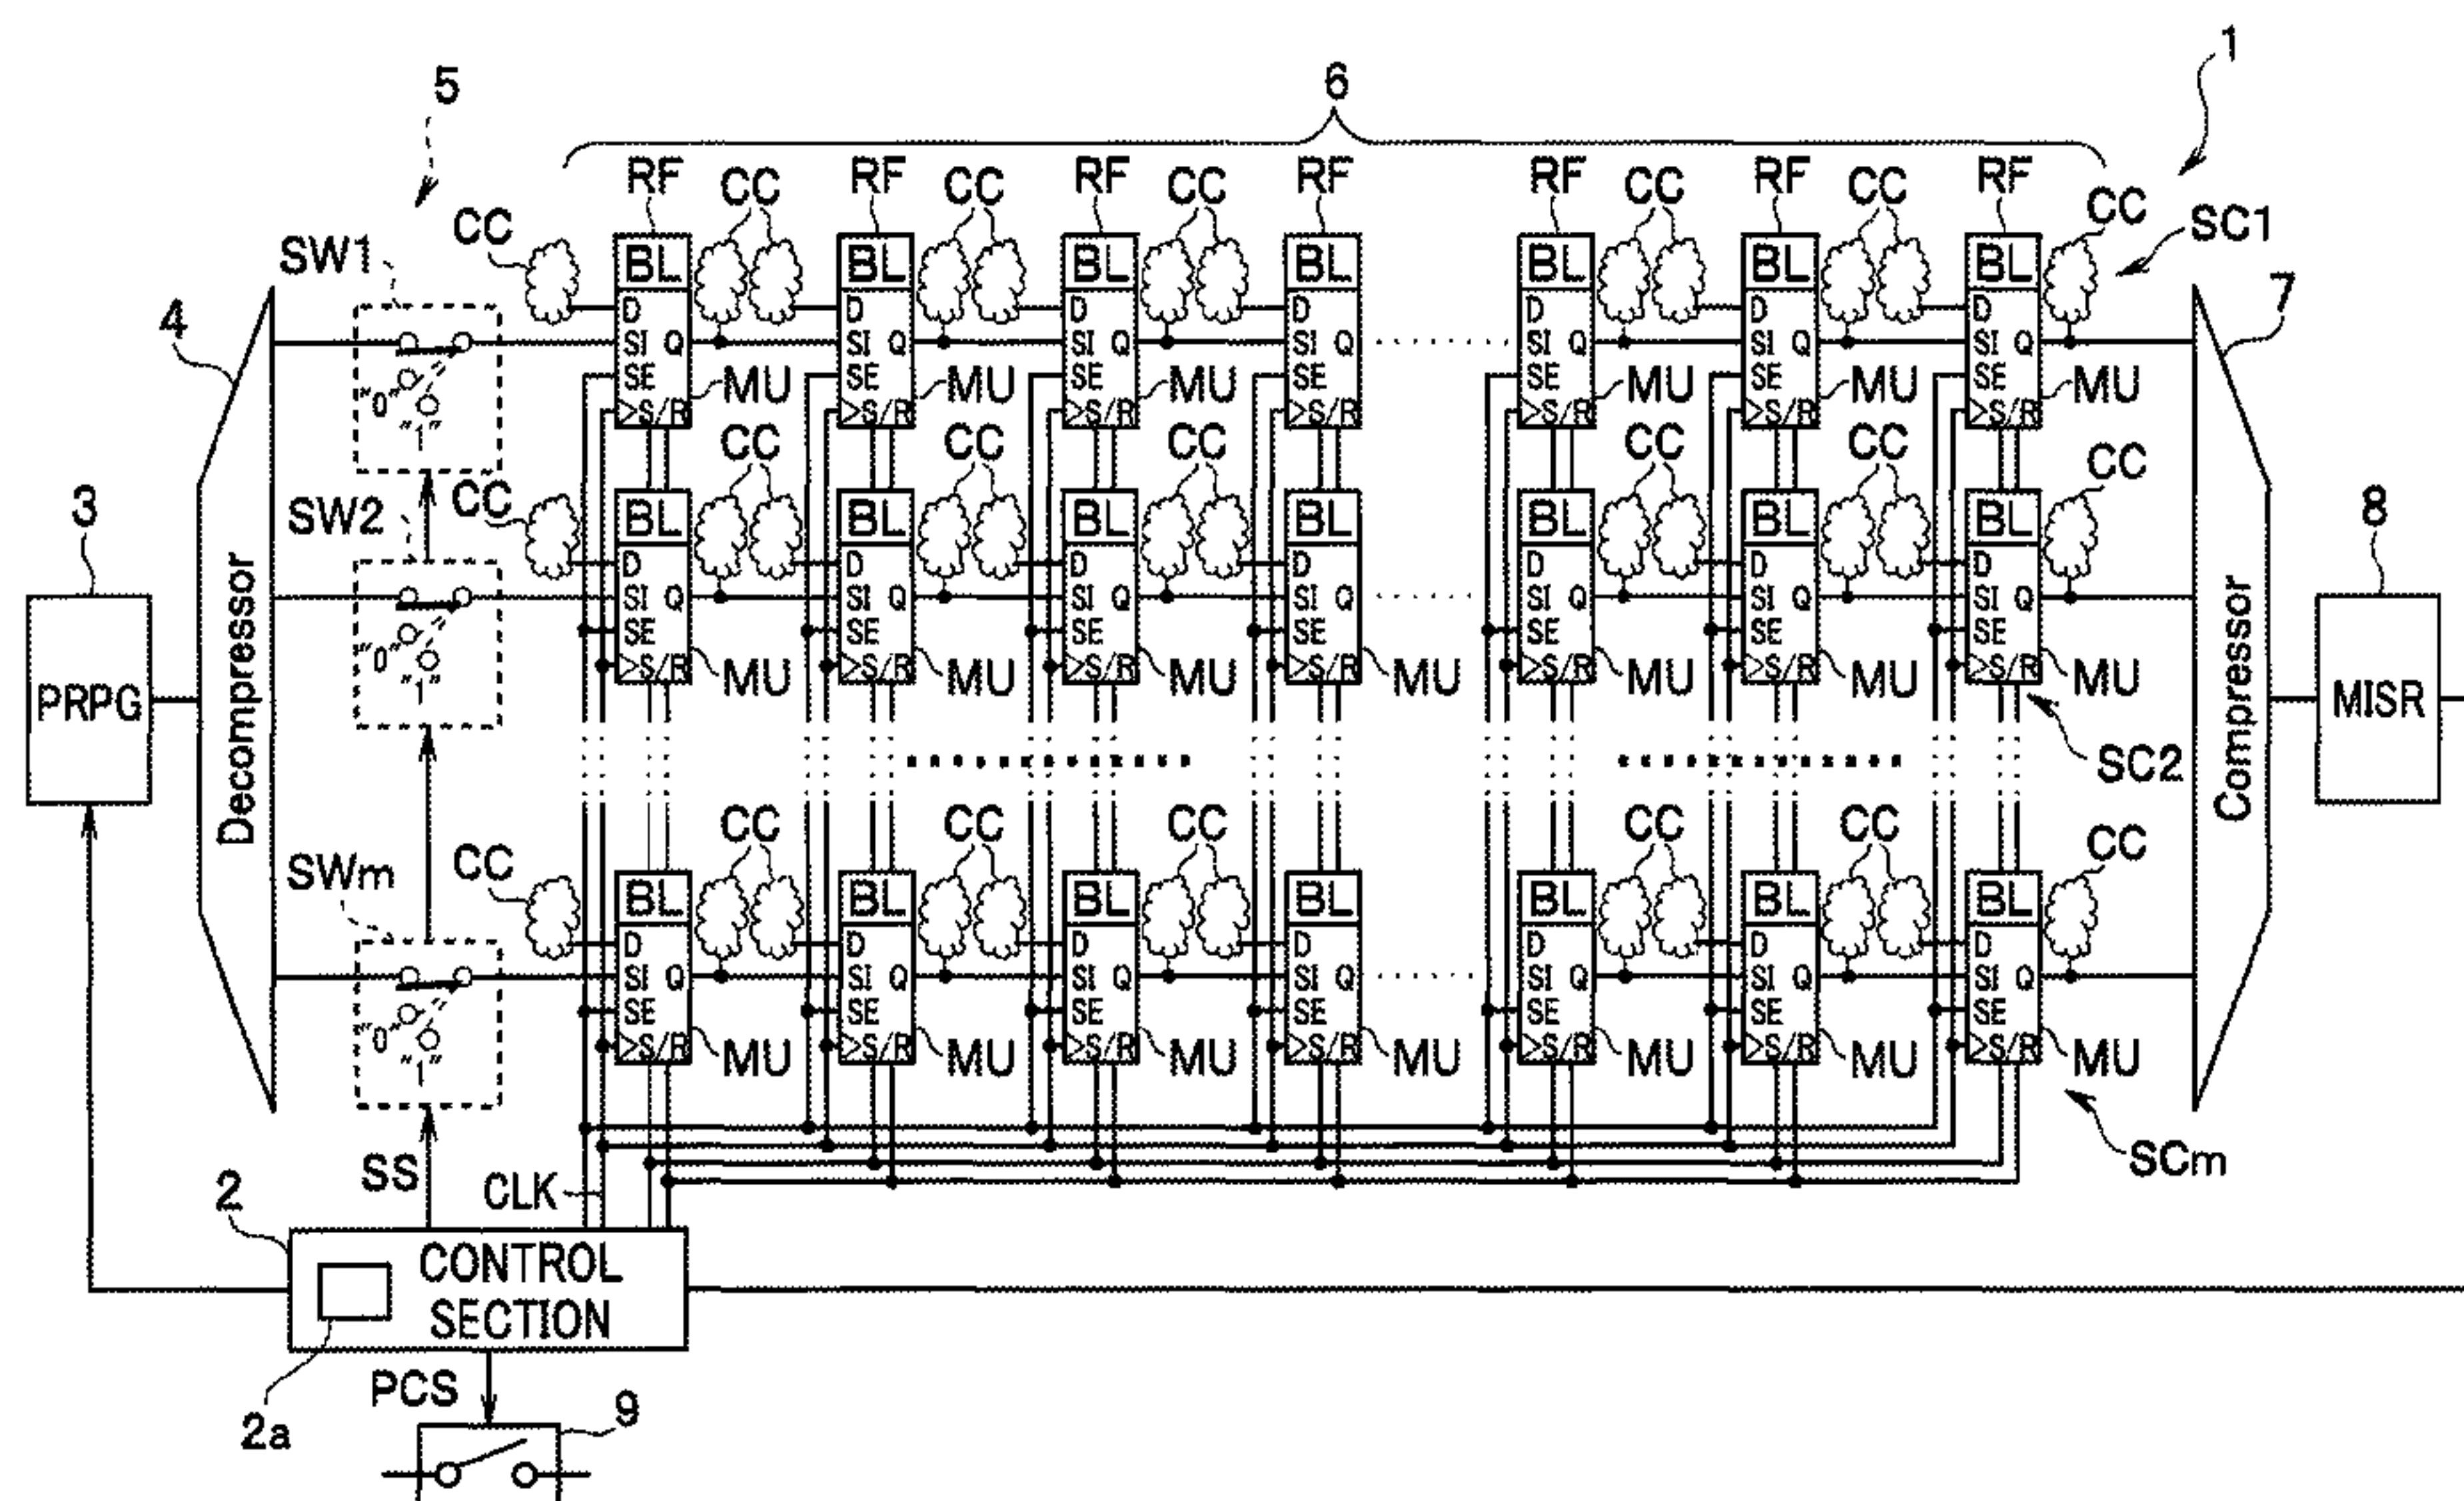 1
5
6
RF CC RF CC RF CC RF RF CC RF CC RF CC
CC
SW1
SC1
BL BL BL BL BL BL BL
4
7
D D D D D D D
SI Q SI Q SI Q SI Q SI Q SI Q SI Q
SE SE SE SE SE SE SE
MU MU MU MU MU MU
"0"
"1"
>S/R >S/R >S/R >S/R >S/R >S/R >S/R
CC CC CC CC CC CC
3
SW2
CC
8
BL BL BL BL BL BL BL
D D D D D D D
SI Q SI Q SI Q SI Q SI Q SI Q SI Q
SE SE SE SE SE SE SE
"0"
"1"
>S/R >S/R >S/R >S/R >S/R >S/R >S/R
MU MU MU MU MU MU MU
PRPG
Decompressor
Compressor
MISR
SC2
SWm
CC CC CC CC CC CC CC
BL BL BL BL BL BL BL
D D D D D D D
SI Q SI Q SI Q SI Q SI Q SI Q SI Q
SE SE SE SE SE SE SE
"0"
"1"
>S/R >S/R >S/R >S/R >S/R >S/R >S/R
MU MU MU MU MU MU MU
SCm
2
SS
CLK
CONTROL
SECTION
2a
PCS
9